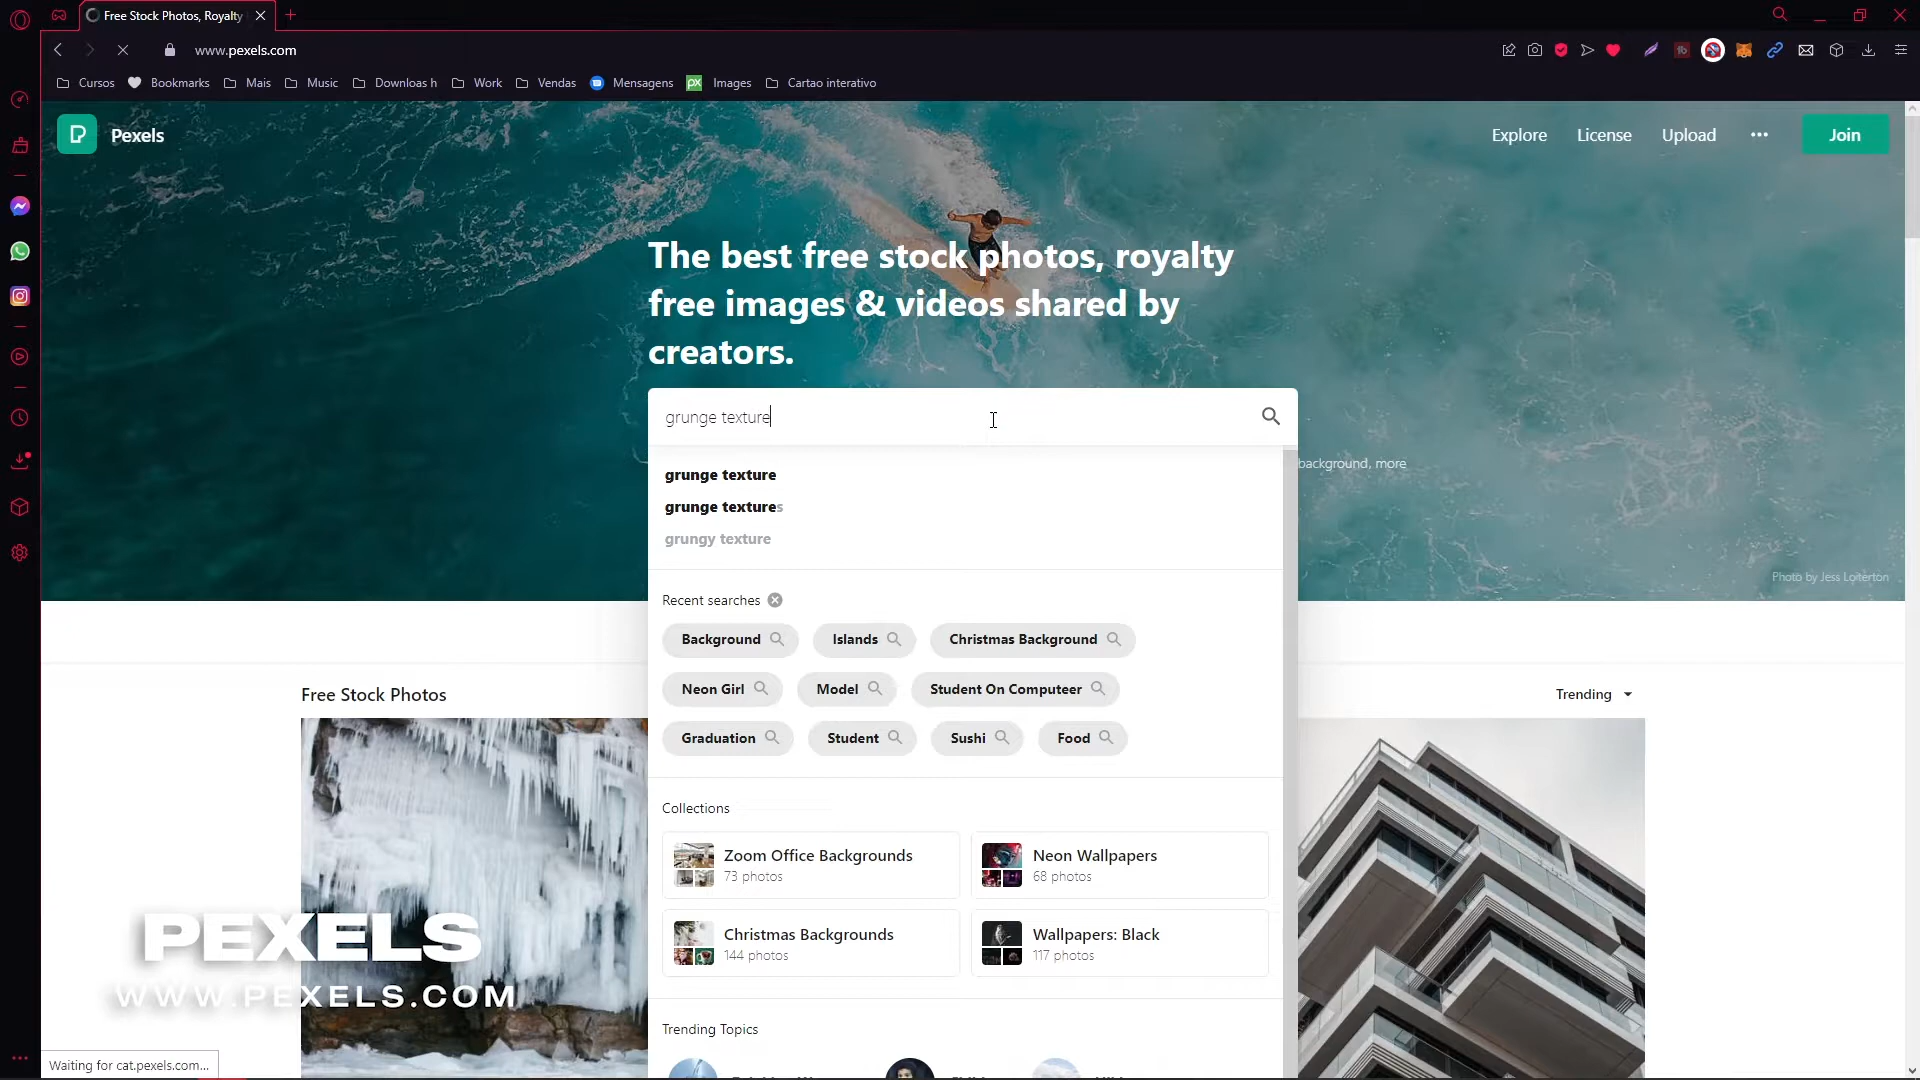 Free Stock Photos, Royalty
www.pexels.com
Cursos
Bookmarks
Mais
Music
Downloas h
Work
Vendas
Mensagens
px
Images
Cartao interativo
Pexels
Explore
License
Upload
Join
The best free stock photos, royalty
free images & videos shared by
creators.
grunge texture
background, more
grunge texture
grunge textures
grungy texture
Photo by Jess Loiterton
Recent searches
Background
Islands
Christmas Background
Neon Girl
Model
Student On Computeer
Graduation
Student
Sushi
Food
Free Stock Photos
Trending
Collections
Zoom Office Backgrounds
73 photos
Neon Wallpapers
68 photos
Christmas Backgrounds
144 photos
Wallpapers: Black
117 photos
Trending Topics
PEXELS
WWW.PEXELS.COM
Waiting for cat.pexels.com...